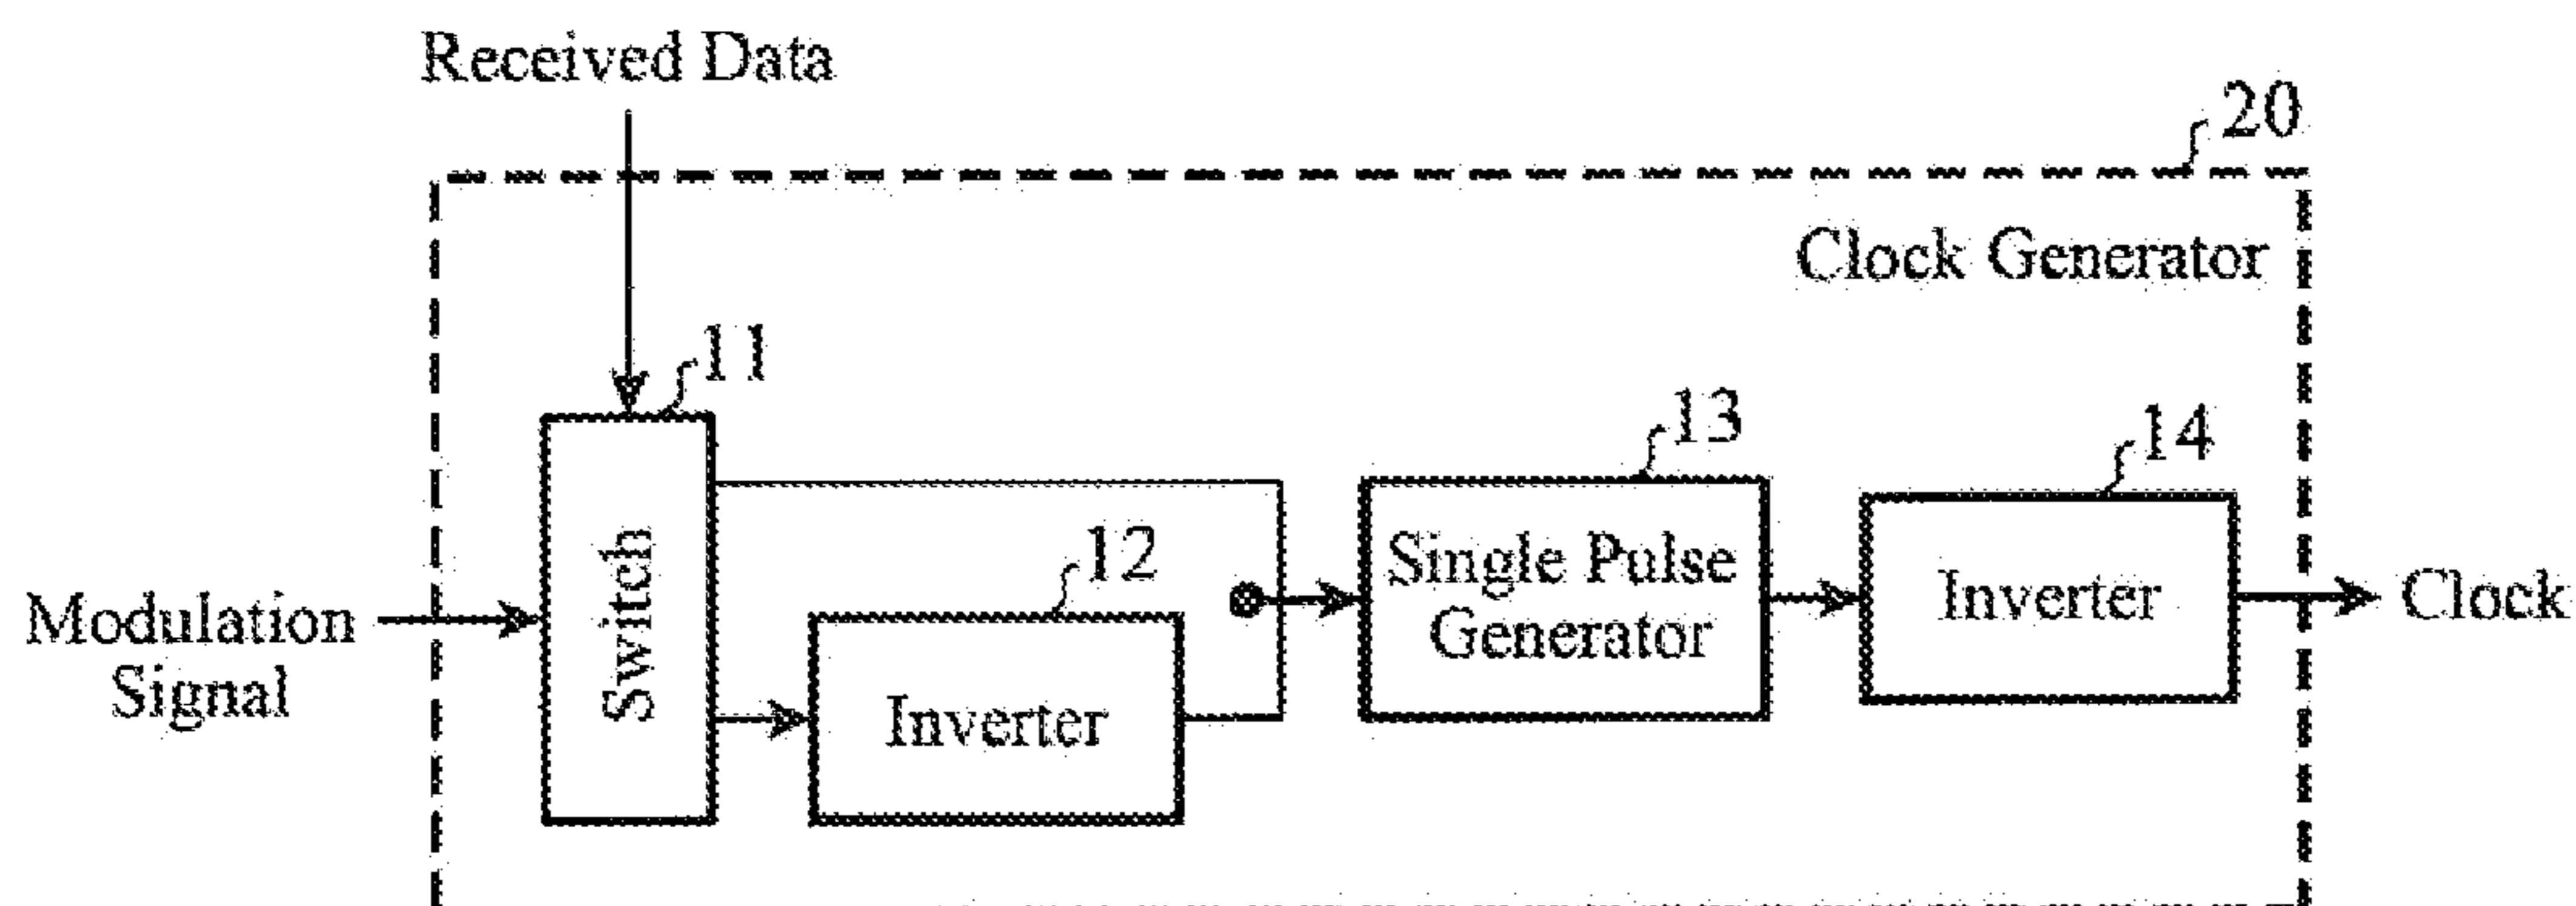 Received Data
20
Clock Generator
11
13
14
12
Switch
Single Pulse
Generator
Inverter
Clock
Modulation
Signal
Inverter